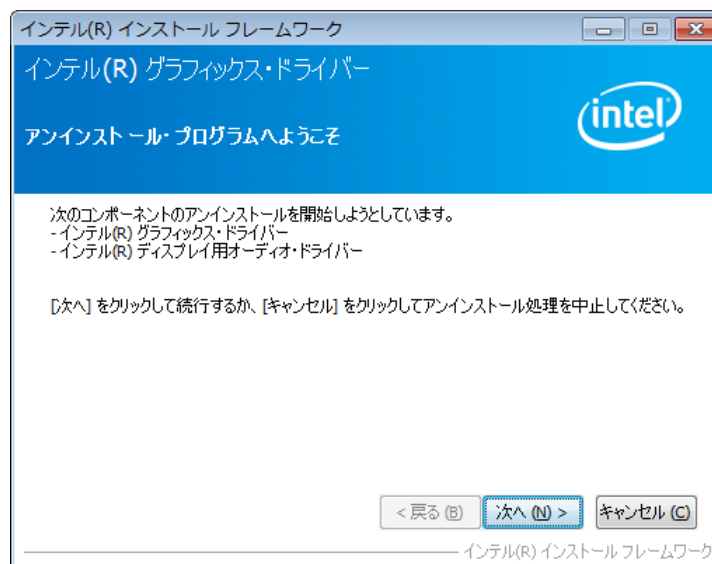 インテル(R) インストール フレームワーク
インテル(R) グラフィックス・ドライバー
intel
アンインストール・プログラムへようこそ
次のコンポーネントのアンインストールを開始しようとしています。
- インテル(R) グラフィックス・ドライバー
- インテル(R) ディスプレイ用オーディオ・ドライバー
[次へ] をクリックして続行するか、[キャンセル] をクリックしてアンインストール処理を中止してください。
< 戻る (B)
次へ (N) >
キャンセル (C)
インテル(R) インストール フレームワーク